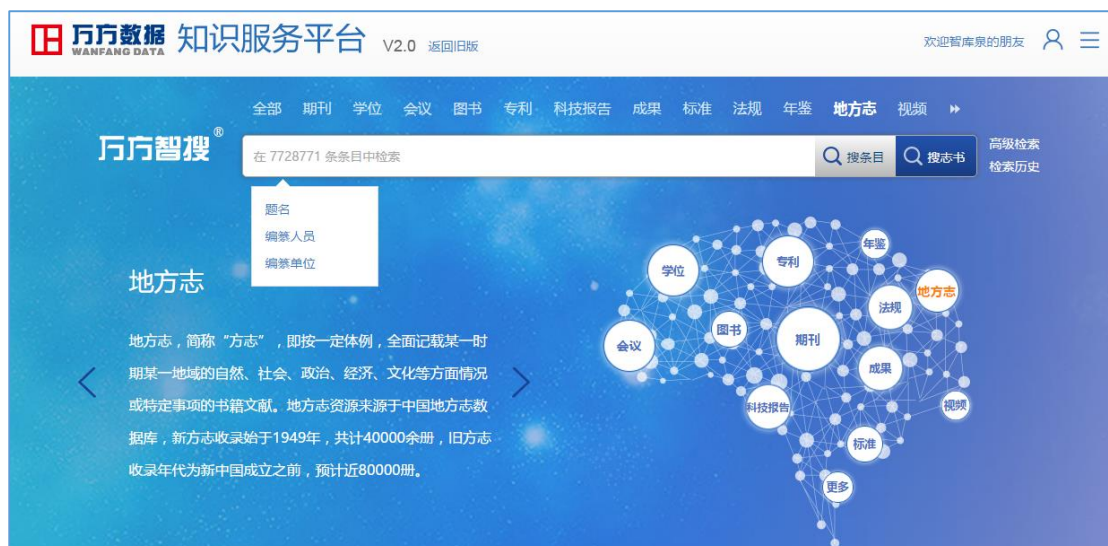 万方数据
WANFANG DATA
知识服务平台 V2.0 返回旧版
欢迎智库泉的朋友
全部 期刊 学位 会议 图书 专利 科技报告 成果 标准 法规 年鉴 地方志 视频
万方智搜®
在 7728771 条条目中检索
搜条目 搜志书
高级检索
检索历史
题名
编纂人员
编纂单位
地方志
地方志，简称“方志”，即按一定体例，全面记载某一时
期某一地域的自然、社会、政治、经济、文化等方面情况
或特定事项的书籍文献。地方志资源来源于中国地方志数
据库，新方志收录始于1949年，共计40000余册，旧方志
收录年代为新中国成立之前，预计近80000册。
年鉴
专利
学位
地方志
法规
图书
期刊
会议
成果
科技报告
视频
标准
更多